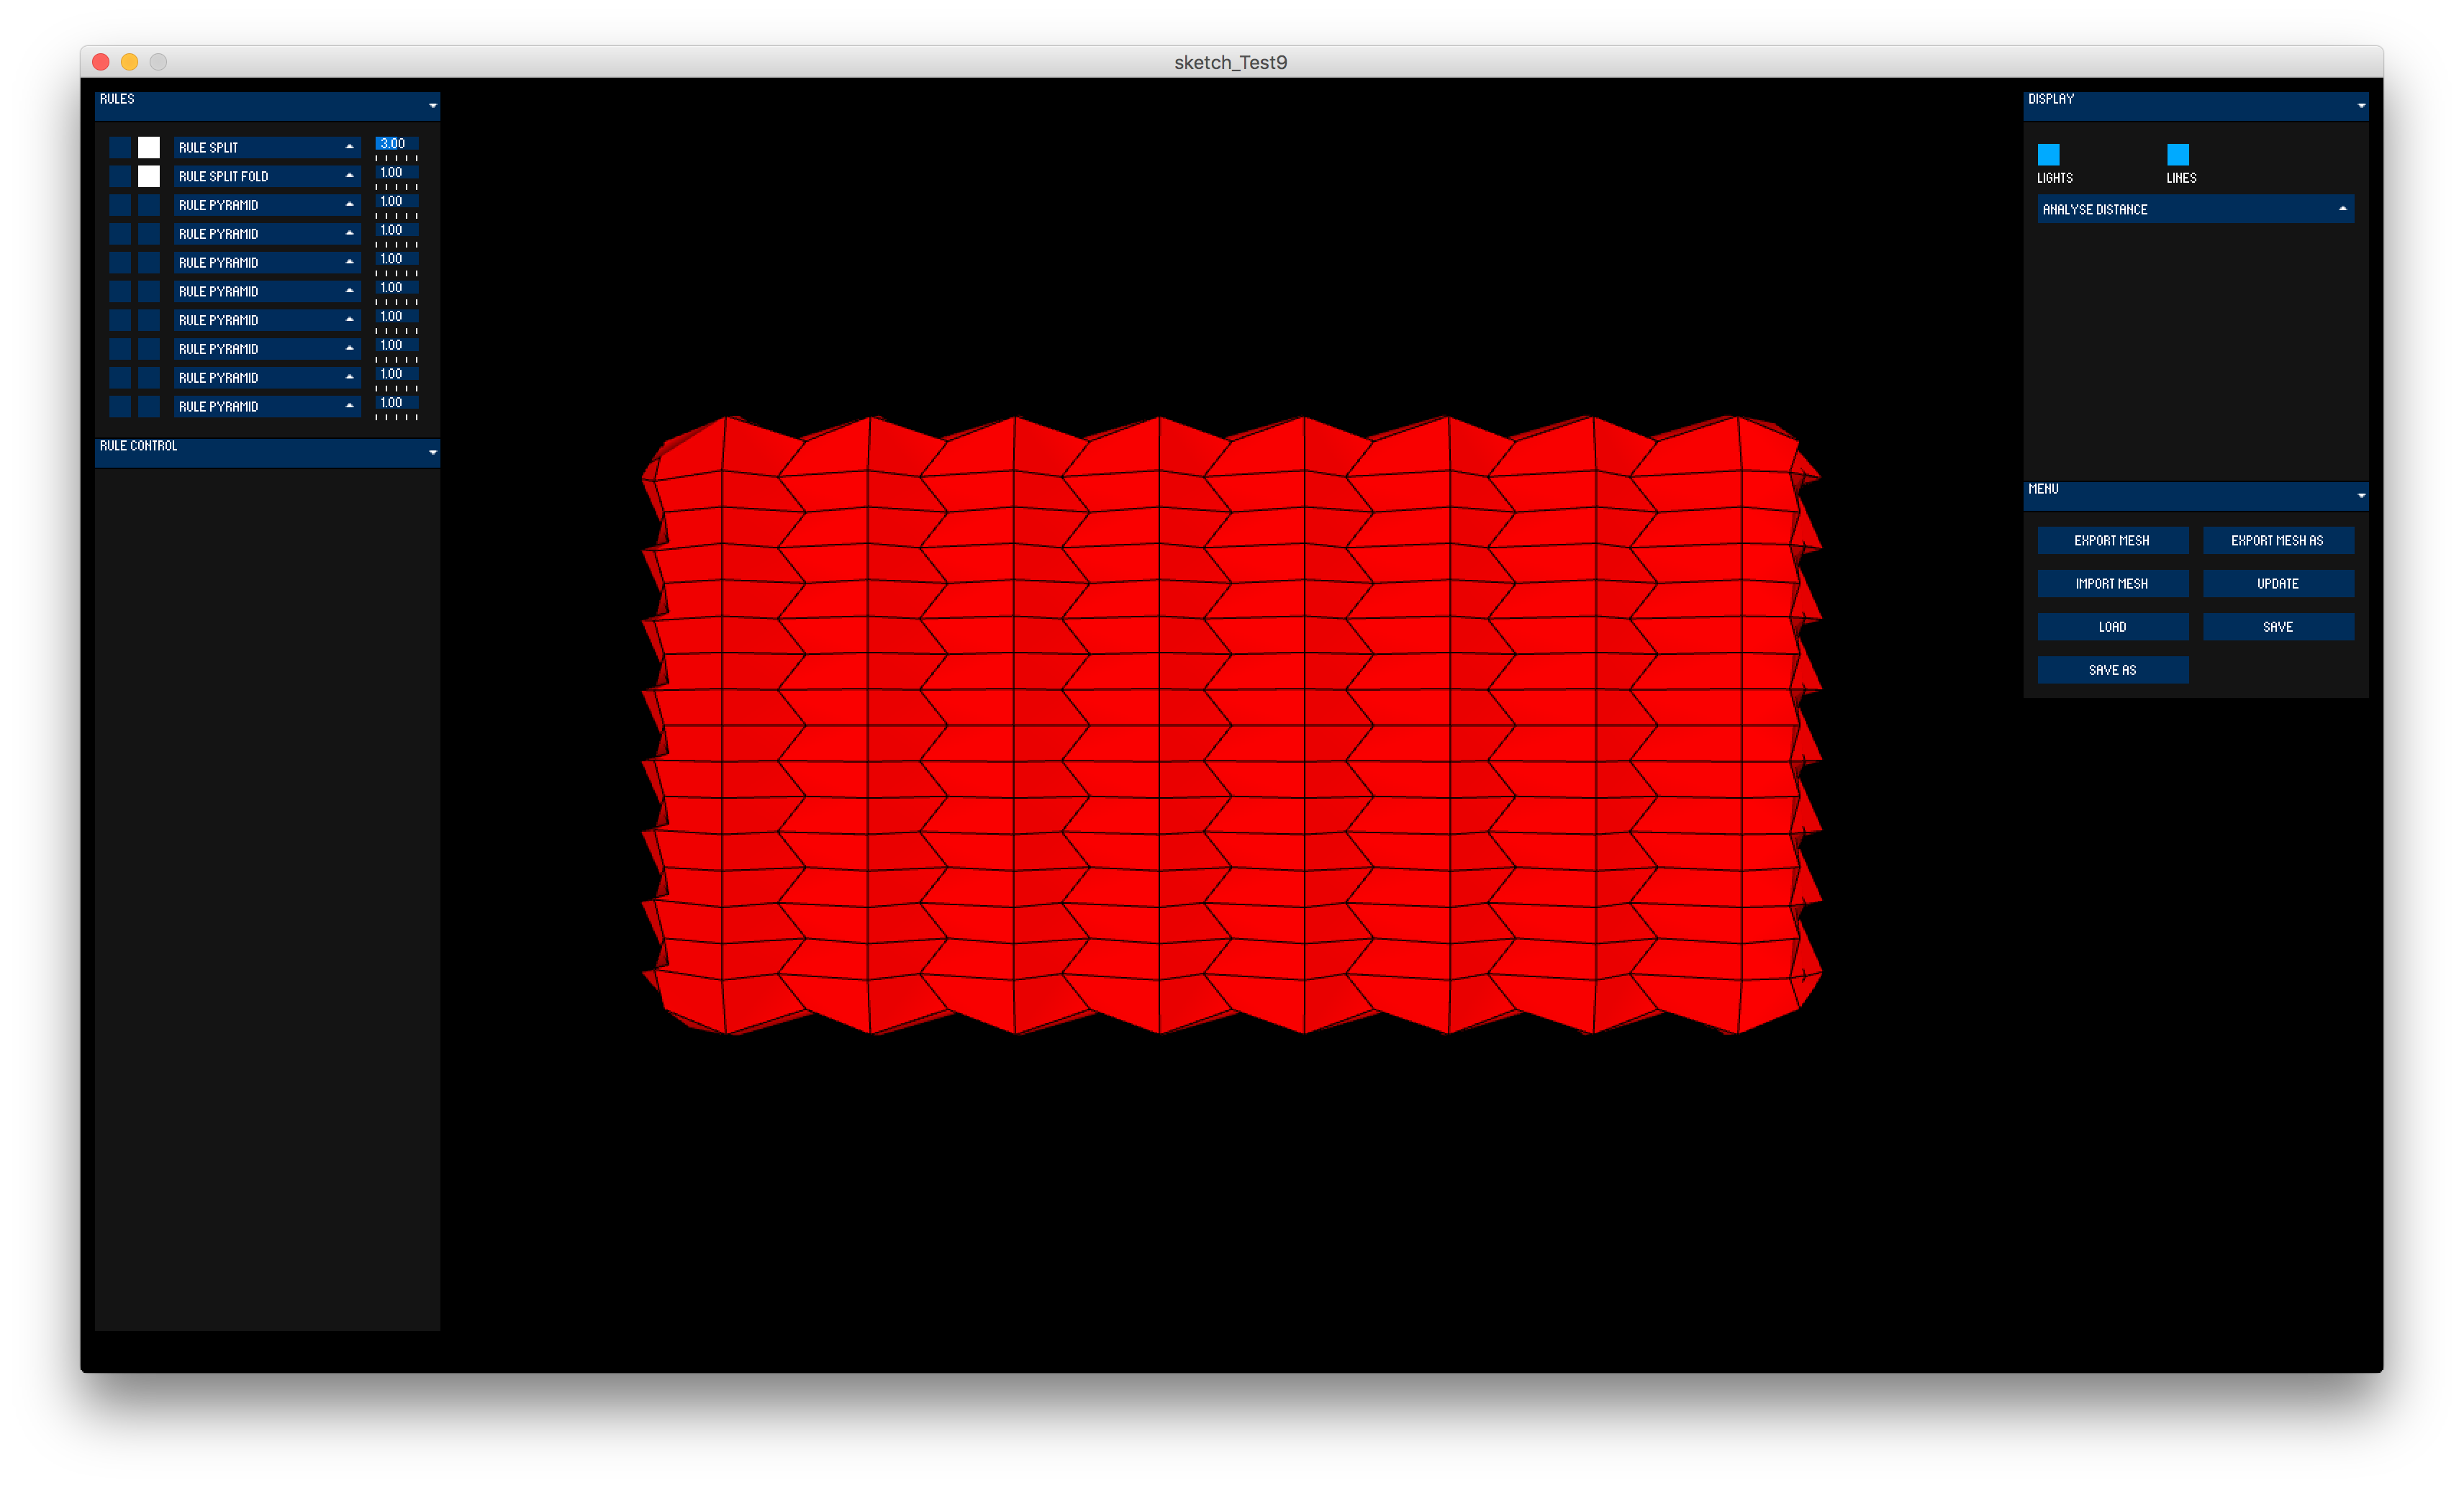 sketch_Test9
RULES
RULE SPLIT 3.00
RULE SPLIT FOLD 1.00
RULE PYRAMID 1.00
RULE PYRAMID 1.00
RULE PYRAMID 1.00
RULE PYRAMID 1.00
RULE PYRAMID 1.00
RULE PYRAMID 1.00
RULE PYRAMID 1.00
RULE PYRAMID 1.00
RULE CONTROL
DISPLAY
LIGHTS LINES
ANALYSE DISTANCE
MENU
EXPORT MESH EXPORT MESH AS
IMPORT MESH UPDATE
LOAD SAVE
SAVE AS